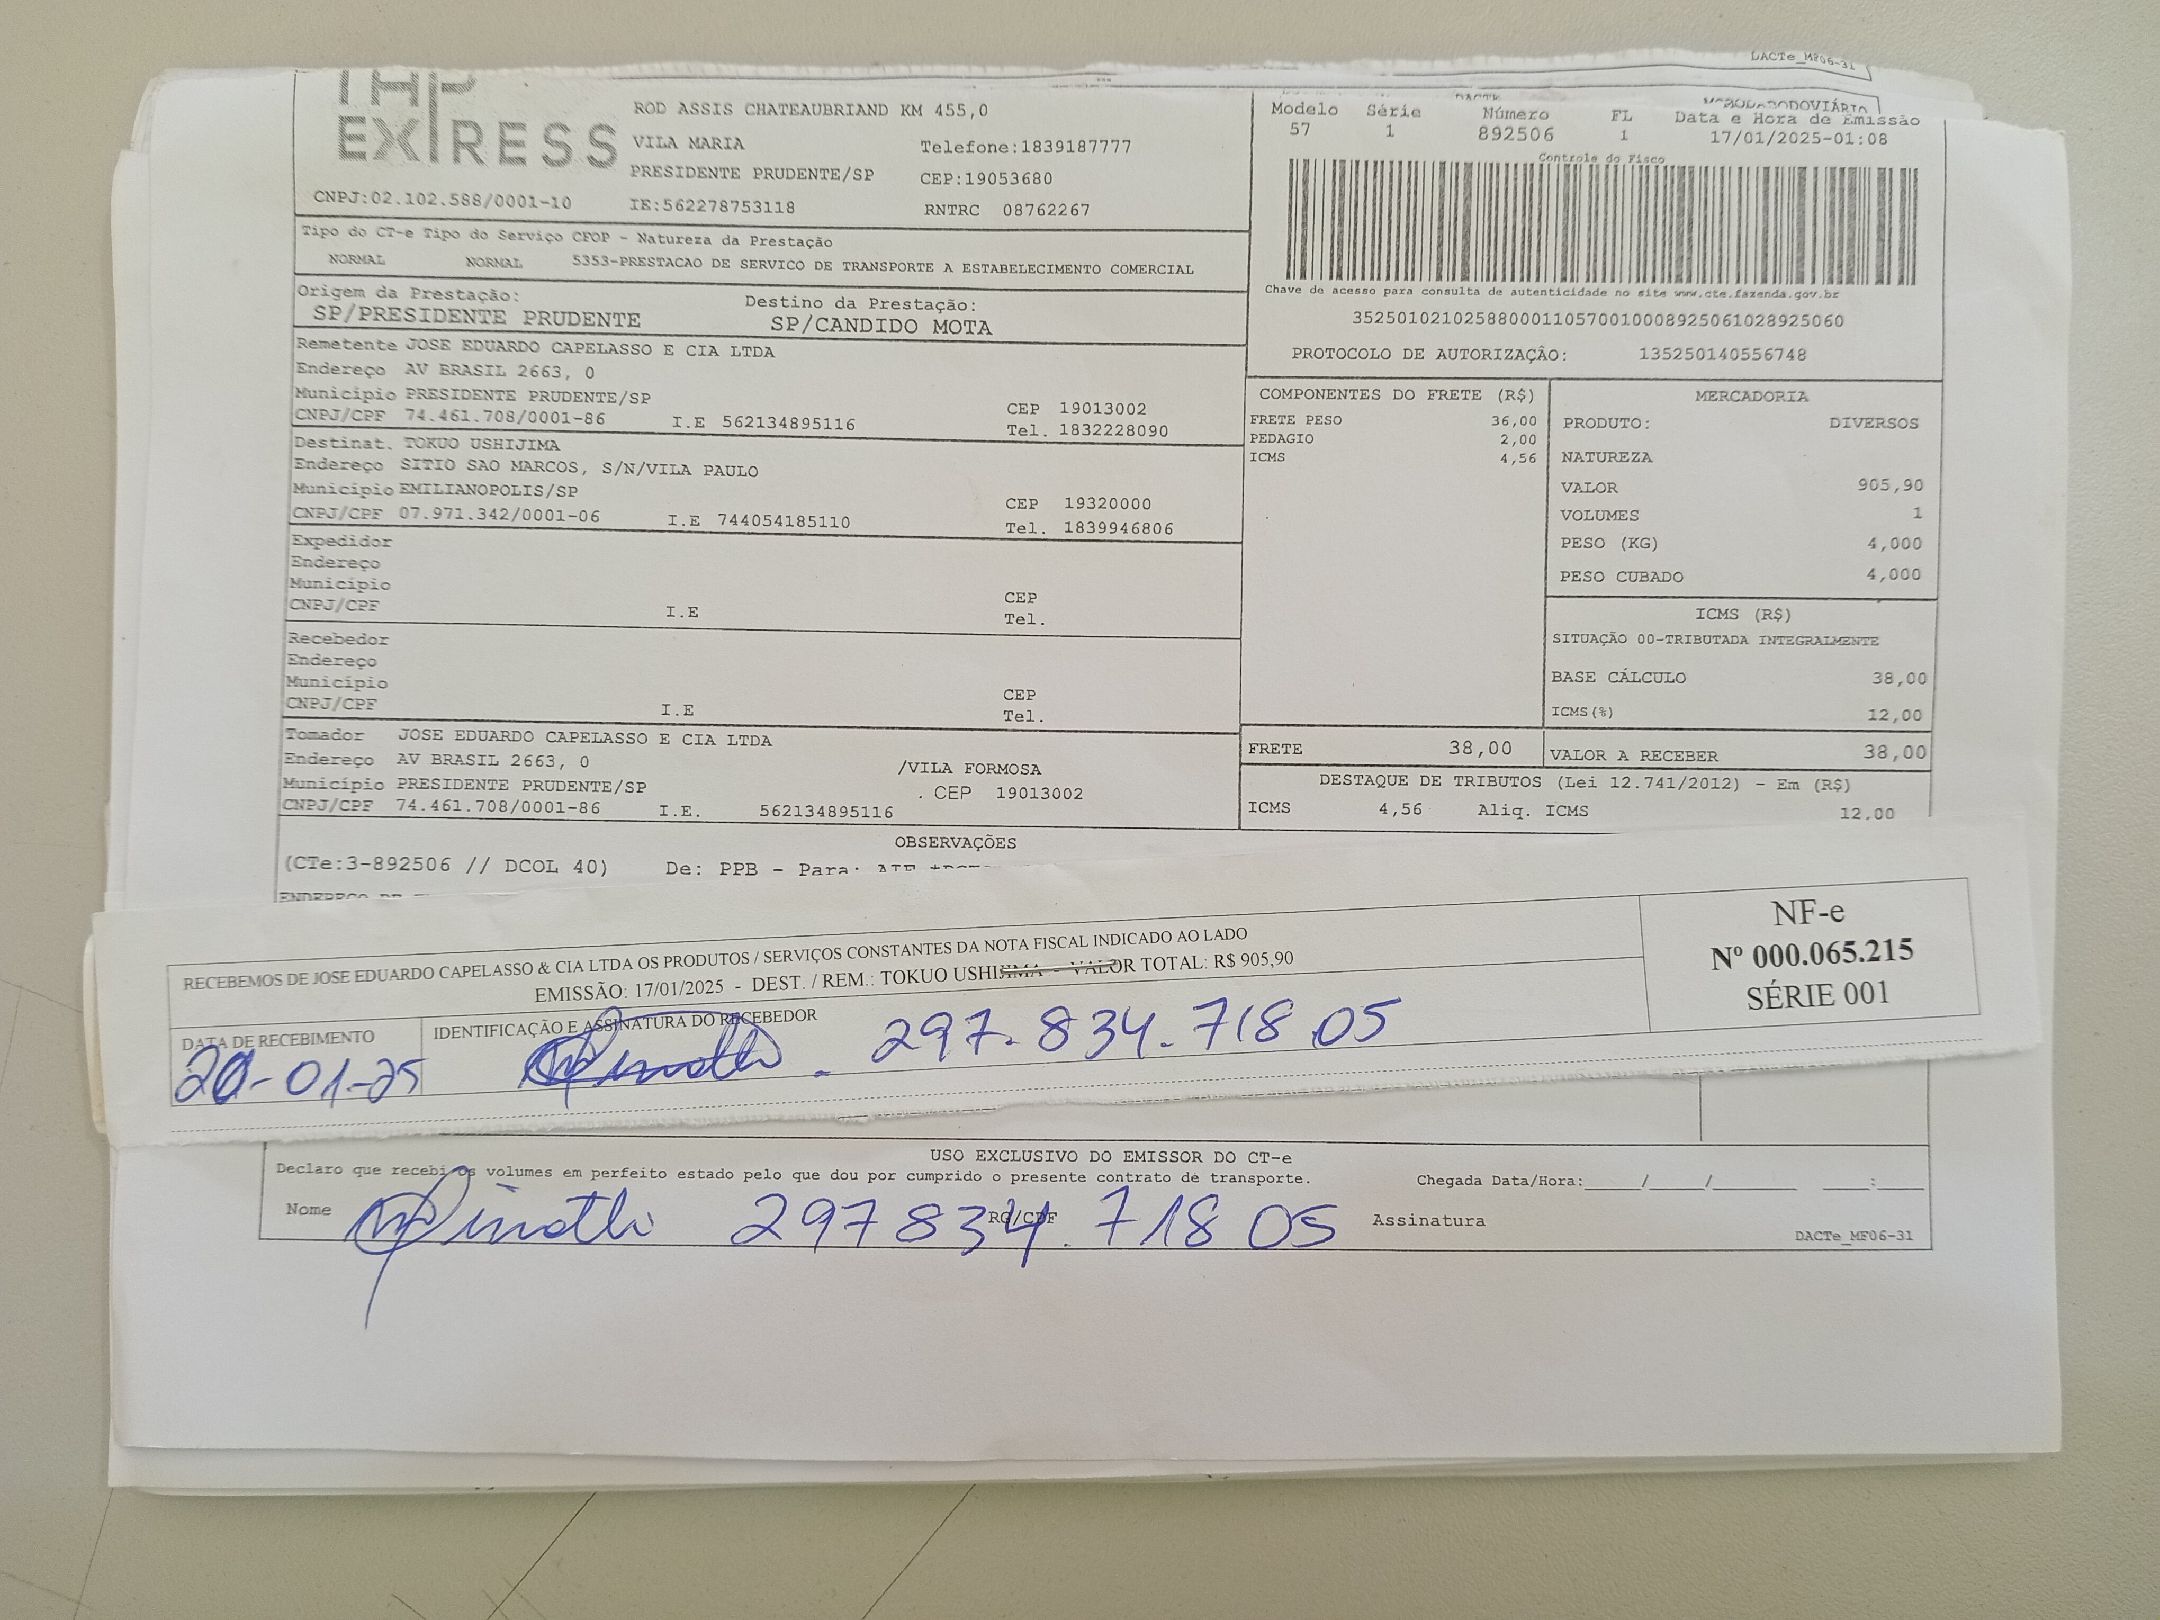 DACTe_MF06-31
EXPRESS
ROD ASSIS CHATEAUBRIAND KM 455,0
VILA MARIA Telefone:1839187777
PRESIDENTE PRUDENTE/SP CEP:19053680
CNPJ:02.102.588/0001-10 IE:562278753118 RNTRC 08762267
Modelo Série Número FL Data e Hora de Emissão
57 1 892506 1 17/01/2025-01:08
Controle do Fisco
Chave de acesso para consulta de autenticidade no site www.cte.fazenda.gov.br
35250102102588000110570010008925061028925060
PROTOCOLO DE AUTORIZAÇÃO: 135250140556748
Tipo do CT-e Tipo do Serviço CFOP - Natureza da Prestação
NORMAL NORMAL 5353-PRESTACAO DE SERVICO DE TRANSPORTE A ESTABELECIMENTO COMERCIAL
Origem da Prestação: Destino da Prestação:
SP/PRESIDENTE PRUDENTE SP/CANDIDO MOTA
Remetente JOSE EDUARDO CAPELASSO E CIA LTDA
Endereço AV BRASIL 2663, 0
Município PRESIDENTE PRUDENTE/SP CEP 19013002
CNPJ/CPF 74.461.708/0001-86 I.E 562134895116 Tel. 1832228090
Destinat. TOKUO USHIJIMA
Endereço SITIO SAO MARCOS, S/N/VILA PAULO
Município EMILIANOPOLIS/SP CEP 19320000
CNPJ/CPF 07.971.342/0001-06 I.E 744054185110 Tel. 1839946806
Expedidor
Endereço
Município CEP
CNPJ/CPF I.E Tel.
Recebedor
Endereço
Município CEP
CNPJ/CPF I.E Tel.
Tomador JOSE EDUARDO CAPELASSO E CIA LTDA
Endereço AV BRASIL 2663, 0 /VILA FORMOSA
Município PRESIDENTE PRUDENTE/SP . CEP 19013002
CNPJ/CPF 74.461.708/0001-86 I.E. 562134895116
COMPONENTES DO FRETE (R$)
FRETE PESO 36,00
PEDAGIO 2,00
ICMS 4,56
MERCADORIA
PRODUTO: DIVERSOS
NATUREZA
VALOR 905,90
VOLUMES 1
PESO (KG) 4,000
PESO CUBADO 4,000
ICMS (R$)
SITUAÇÃO 00-TRIBUTADA INTEGRALMENTE
BASE CÁLCULO 38,00
ICMS(%) 12,00
FRETE 38,00 VALOR A RECEBER 38,00
DESTAQUE DE TRIBUTOS (Lei 12.741/2012) - Em (R$)
ICMS 4,56 Aliq. ICMS 12,00
OBSERVAÇÕES
(CTe:3-892506 // DCOL 40) De: PPB - Para:
RECEBEMOS DE JOSE EDUARDO CAPELASSO & CIA LTDA OS PRODUTOS / SERVIÇOS CONSTANTES DA NOTA FISCAL INDICADO AO LADO
EMISSÃO: 17/01/2025 - DEST. / REM.: TOKUO USHIJIMA - VALOR TOTAL: R$ 905,90
NF-e
Nº 000.065.215
SÉRIE 001
DATA DE RECEBIMENTO IDENTIFICAÇÃO E ASSINATURA DO RECEBEDOR
20-01-25 297.834.718 05
USO EXCLUSIVO DO EMISSOR DO CT-e
Declaro que recebi os volumes em perfeito estado pelo que dou por cumprido o presente contrato de transporte. Chegada Data/Hora:____/____/______ ____:____
Nome RG/CPF Assinatura
297 834.718 05
DACTe_MF06-31